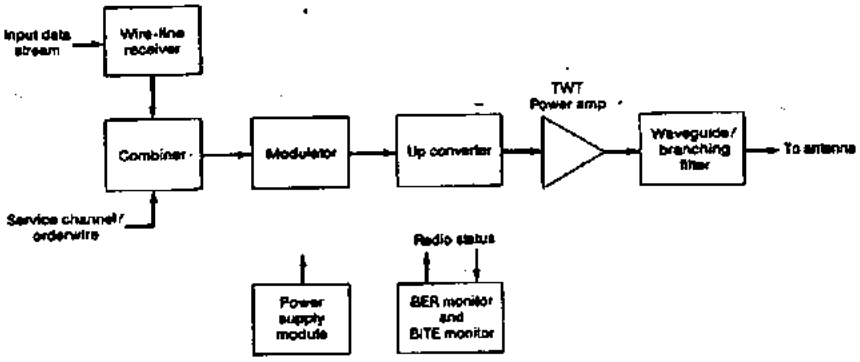 Input data
stream
Wire-line
receiver
TWT
Power amp
Combiner
Modulator
Up converter
Waveguide/
branching
filter
To antenna
Service channel/
orderwire
Radio status
Power
supply
module
BER monitor
and
BITE monitor